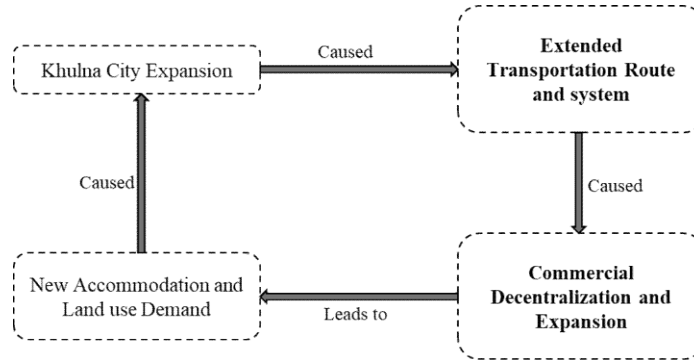 Khulna City Expansion
Caused
Extended
Transportation Route
and system
Caused
Caused
New Accommodation and
Land use Demand
Leads to
Commercial
Decentralization and
Expansion